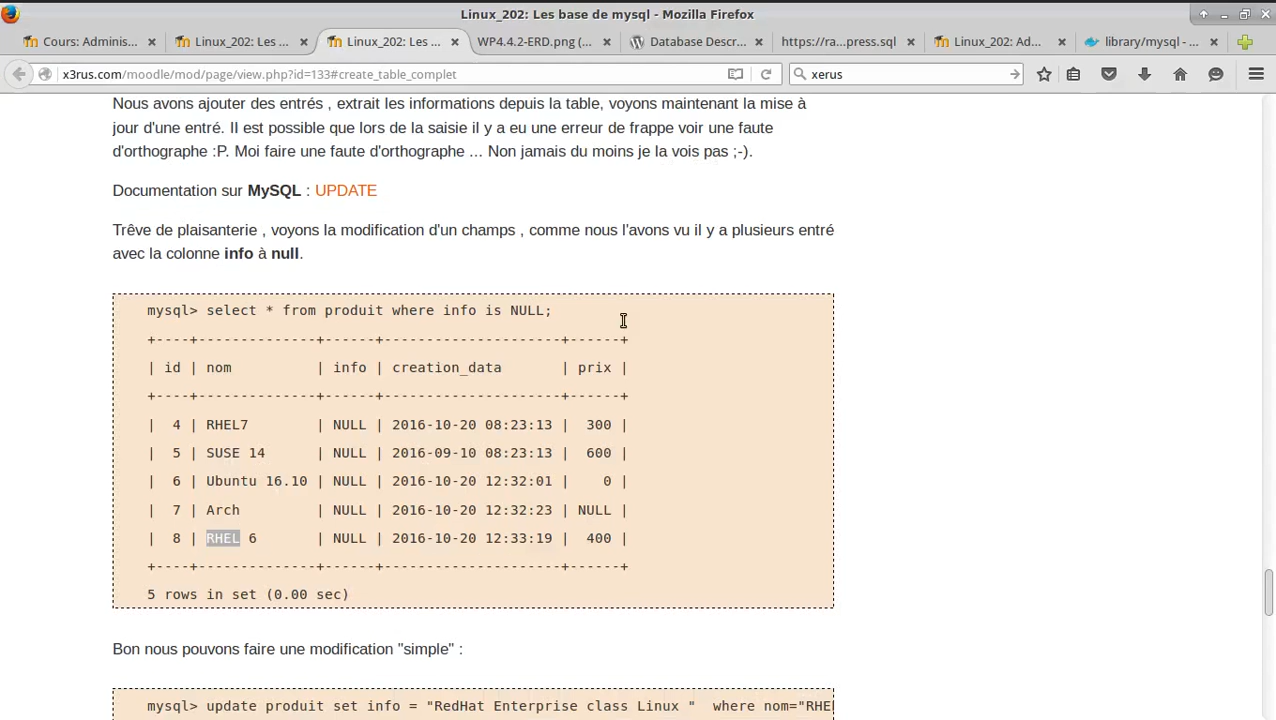 Linux_202: Les base de mysql - Mozilla Firefox
Cours: Adminis... Linux_202: Les ... Linux_202: Les ... WP4.4.2-ERD.png (... Database Descr... https://ra...press.sql Linux_202: Ad... library/mysql - ...
x3rus.com/moodle/mod/page/view.php?id=133#create_table_complet xerus
Nous avons ajouter des entrés , extrait les informations depuis la table, voyons maintenant la mise à
jour d'une entré. Il est possible que lors de la saisie il y a eu une erreur de frappe voir une faute
d'orthographe :P. Moi faire une faute d'orthographe ... Non jamais du moins je la vois pas ;-).
Documentation sur MySQL : UPDATE
Trêve de plaisanterie , voyons la modification d'un champs , comme nous l'avons vu il y a plusieurs entré
avec la colonne info à null.
mysql> select * from produit where info is NULL;
+----+--------------+------+---------------------+------+
| id | nom          | info | creation_data       | prix |
+----+--------------+------+---------------------+------+
|  4 | RHEL7        | NULL | 2016-10-20 08:23:13 |  300 |
|  5 | SUSE 14      | NULL | 2016-09-10 08:23:13 |  600 |
|  6 | Ubuntu 16.10 | NULL | 2016-10-20 12:32:01 |    0 |
|  7 | Arch         | NULL | 2016-10-20 12:32:23 | NULL |
|  8 | RHEL 6       | NULL | 2016-10-20 12:33:19 |  400 |
+----+--------------+------+---------------------+------+
5 rows in set (0.00 sec)
Bon nous pouvons faire une modification "simple" :
mysql> update produit set info = "RedHat Enterprise class Linux "  where nom="RHE